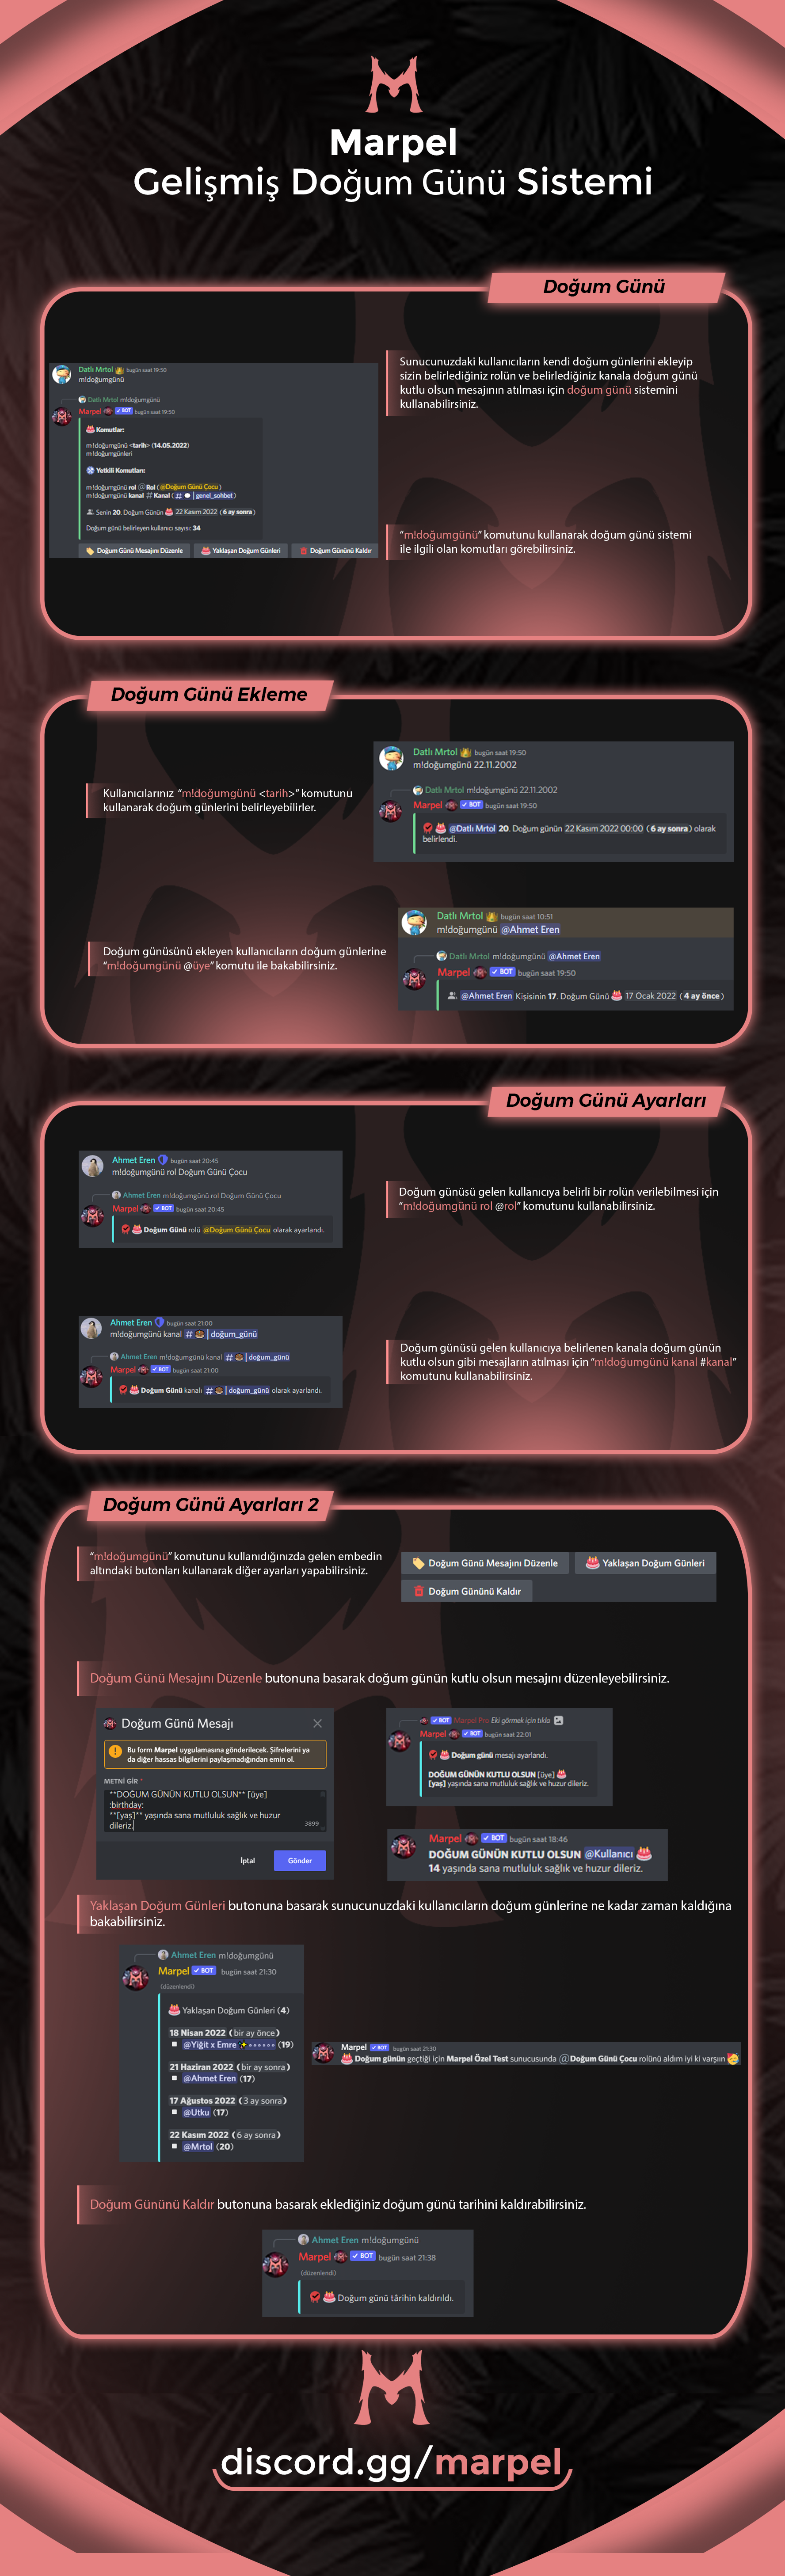 Marpel
Gelişmiş Doğum Günü Sistemi
Doğum Günü
Datlı Mrtol bugün saat 19:50
m!doğumgünü
Datlı Mrtol m!doğumgünü
Marpel BOT bugün saat 19:50
Komutlar:
m!doğumgünü <tarih> (14.05.2022)
m!doğumgünleri
Yetkili Komutları:
m!doğumgünü rol @Rol (@Doğum Günü Çocu)
m!doğumgünü kanal # Kanal (# | genel_sohbet)
Senin 20. Doğum Günün 22 Kasım 2022 (6 ay sonra)
Doğum günü belirleyen kullanıcı sayısı: 34
Doğum Günü Mesajını Düzenle Yaklaşan Doğum Günleri Doğum Gününü Kaldır
Sunucunuzdaki kullanıcıların kendi doğum günlerini ekleyip
sizin belirlediğiniz rolün ve belirlediğiniz kanala doğum günü
kutlu olsun mesajının atılması için doğum günü sistemini
kullanabilirsiniz.
“m!doğumgünü” komutunu kullanarak doğum günü sistemi
ile ilgili olan komutları görebilirsiniz.
Doğum Günü Ekleme
Kullanıcılarınız “m!doğumgünü <tarih>” komutunu
kullanarak doğum günlerini belirleyebilirler.
Datlı Mrtol bugün saat 19:50
m!doğumgünü 22.11.2002
Datlı Mrtol m!doğumgünü 22.11.2002
Marpel BOT bugün saat 19:50
@Datlı Mrtol 20. Doğum günün 22 Kasım 2022 00:00 (6 ay sonra) olarak
belirlendi.
Doğum günüsünü ekleyen kullanıcıların doğum günlerine
“m!doğumgünü @üye” komutu ile bakabilirsiniz.
Datlı Mrtol bugün saat 10:51
m!doğumgünü @Ahmet Eren
Datlı Mrtol m!doğumgünü @Ahmet Eren
Marpel BOT bugün saat 19:50
@Ahmet Eren Kişisinin 17. Doğum Günü 17 Ocak 2022 (4 ay önce)
Doğum Günü Ayarları
Ahmet Eren bugün saat 20:45
m!doğumgünü rol Doğum Günü Çocu
Ahmet Eren m!doğumgünü rol Doğum Günü Çocu
Marpel BOT bugün saat 20:45
Doğum Günü rolü @Doğum Günü Çocu olarak ayarlandı.
Doğum günüsü gelen kullanıcıya belirli bir rolün verilebilmesi için
“m!doğumgünü rol @rol” komutunu kullanabilirsiniz.
Ahmet Eren bugün saat 21:00
m!doğumgünü kanal # | doğum_günü
Ahmet Eren m!doğumgünü kanal # | doğum_günü
Marpel BOT bugün saat 21:00
Doğum Günü kanalı # | doğum_günü olarak ayarlandı.
Doğum günüsü gelen kullanıcıya belirlenen kanala doğum günün
kutlu olsun gibi mesajların atılması için “m!doğumgünü kanal #kanal”
komutunu kullanabilirsiniz.
Doğum Günü Ayarları 2
“m!doğumgünü” komutunu kullanıdığınızda gelen embedin
altındaki butonları kullanarak diğer ayarları yapabilirsiniz.
Doğum Günü Mesajını Düzenle Yaklaşan Doğum Günleri
Doğum Gününü Kaldır
Doğum Günü Mesajını Düzenle butonuna basarak doğum günün kutlu olsun mesajını düzenleyebilirsiniz.
Doğum Günü Mesajı
Bu form Marpel uygulamasına gönderilecek. Şifrelerini ya
da diğer hassas bilgilerini paylaşmadığından emin ol.
METNİ GİR *
**DOĞUM GÜNÜN KUTLU OLSUN** [üye]
:birthday:
**[yaş]** yaşında sana mutluluk sağlık ve huzur
dileriz.
3899
İptal Gönder
BOT Marpel Pro Eki görmek için tıkla
Marpel BOT bugün saat 22:01
Doğum günü mesajı ayarlandı.
DOĞUM GÜNÜN KUTLU OLSUN [üye]
[yaş] yaşında sana mutluluk sağlık ve huzur dileriz.
Marpel BOT bugün saat 18:46
DOĞUM GÜNÜN KUTLU OLSUN @Kullanıcı
14 yaşında sana mutluluk sağlık ve huzur dileriz.
Yaklaşan Doğum Günleri butonuna basarak sunucunuzdaki kullanıcıların doğum günlerine ne kadar zaman kaldığına
bakabilirsiniz.
Ahmet Eren m!doğumgünü
Marpel BOT bugün saat 21:30
(düzenlendi)
Yaklaşan Doğum Günleri (4)
18 Nisan 2022 (bir ay önce)
@Yiğit x Emre (19)
21 Haziran 2022 (bir ay sonra)
@Ahmet Eren (17)
17 Ağustos 2022 (3 ay sonra)
@Utku (17)
22 Kasım 2022 (6 ay sonra)
@Mrtol (20)
Marpel BOT bugün saat 21:30
Doğum günün geçtiği için Marpel Özel Test sunucusunda @Doğum Günü Çocu rolünü aldım iyi ki varşıın
Doğum Gününü Kaldır butonuna basarak eklediğiniz doğum günü tarihini kaldırabilirsiniz.
Ahmet Eren m!doğumgünü
Marpel BOT bugün saat 21:38
(düzenlendi)
Doğum günü târihin kaldırıldı.
discord.gg/marpel